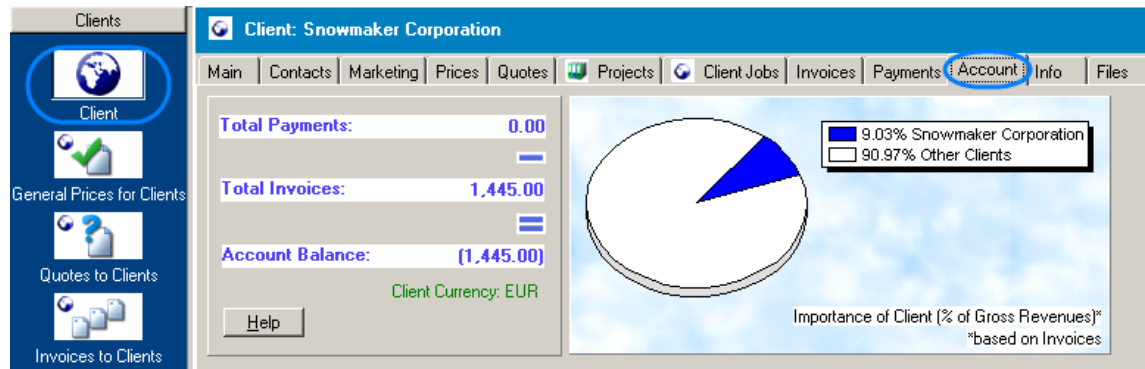 Clients
Client
General Prices for Clients
Quotes to Clients
Invoices to Clients
Client: Snowmaker Corporation
Main Contacts Marketing Prices Quotes Projects Client Jobs Invoices Payments Account Info Files
Total Payments: 0.00
Total Invoices: 1,445.00
Account Balance: (1,445.00)
Client Currency: EUR
Help
9.03% Snowmaker Corporation
90.97% Other Clients
Importance of Client (% of Gross Revenues)*
*based on Invoices